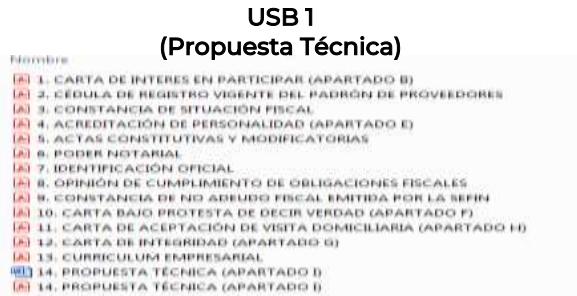 USB 1
(Propuesta Técnica)
Nombre
1. CARTA DE INTERES EN PARTICIPAR (APARTADO B)
2. CÉDULA DE REGISTRO VIGENTE DEL PADRÓN DE PROVEEDORES
3. CONSTANCIA DE SITUACIÓN FISCAL
4. ACREDITACIÓN DE PERSONALIDAD (APARTADO E)
5. ACTAS CONSTITUTIVAS Y MODIFICATORIAS
6. PODER NOTARIAL
7. IDENTIFICACIÓN OFICIAL
8. OPINIÓN DE CUMPLIMIENTO DE OBLIGACIONES FISCALES
9. CONSTANCIA DE NO ADEUDO FISCAL EMITIDA POR LA SEFIN
10. CARTA BAJO PROTESTA DE DECIR VERDAD (APARTADO F)
11. CARTA DE ACEPTACIÓN DE VISITA DOMICILIARIA (APARTADO H)
12. CARTA DE INTEGRIDAD (APARTADO G)
13. CURRICULUM EMPRESARIAL
14. PROPUESTA TÉCNICA (APARTADO I)
14. PROPUESTA TÉCNICA (APARTADO I)